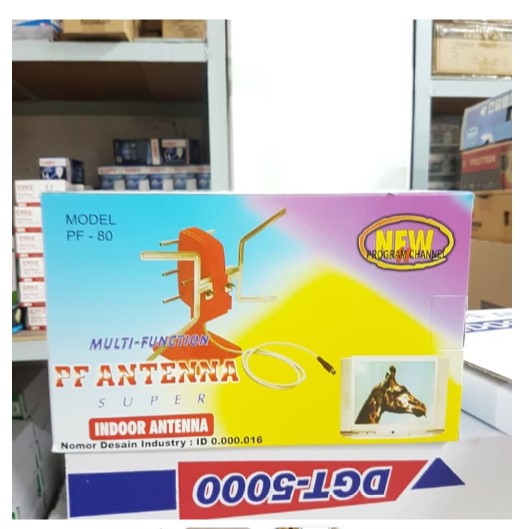 MODEL
PF - 80
NEW
PROGRAM CHANNEL
MULTI-FUNCTION
PF ANTENNA
SUPER
INDOOR ANTENNA
Nomor Desain Industry : ID 0.000.016
DGT-5000
POLYTRON